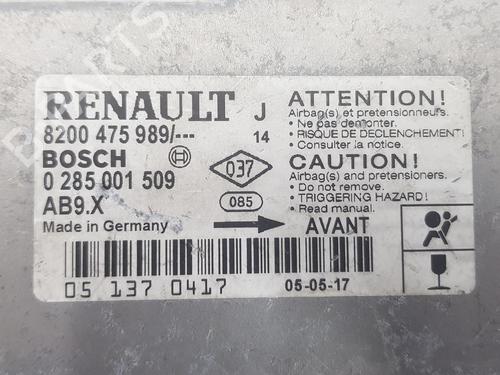 RENAULT J
8200 475 989/---
14
BOSCH
0 285 001 509
AB9.X
Made in Germany
037
085
AVANT
ATTENTION!
Airbag(s) et pretensionneurs.
• Ne pas demonter.
• RISQUE DE DECLENCHEMENT!
• Consulter la notice.
CAUTION!
Airbag(s) and pretensioners.
• Do not remove.
• TRIGGERING HAZARD!
• Read manual.
05 137 0417
05-05-17